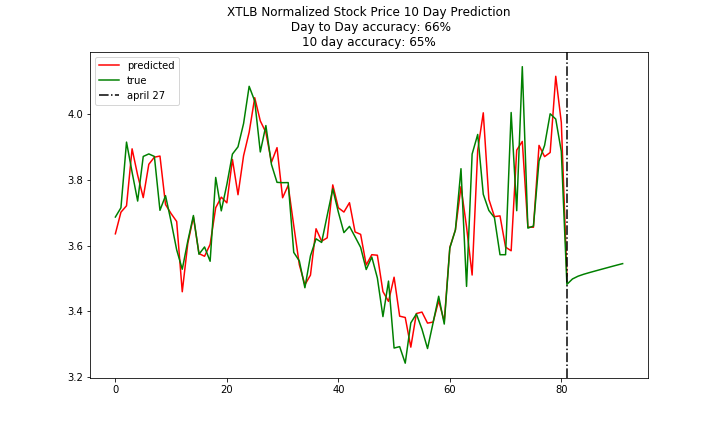 XTLB Normalized Stock Price 10 Day Prediction
Day to Day accuracy: 66%
10 day accuracy: 65%
predicted
true
april 27
4.0
3.8
3.6
3.4
3.2
0 20 40 60 80